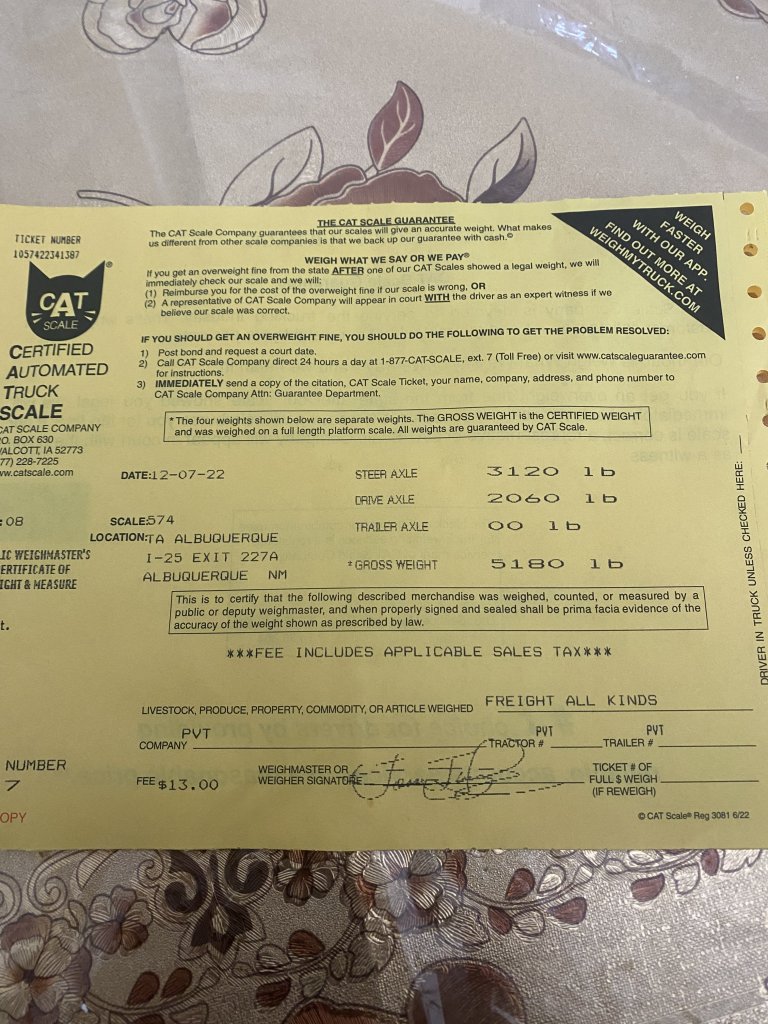 TICKET NUMBER
1057422341387
CAT
SCALE
CERTIFIED
AUTOMATED
TRUCK
SCALE
CAT SCALE COMPANY
P.O. BOX 630
WALCOTT, IA 52773
(877) 228-7225
www.catscale.com
:08
LIC WEIGHMASTER'S
CERTIFICATE OF
IGHT & MEASURE
t.
NUMBER
7
OPY
THE CAT SCALE GUARANTEE
The CAT Scale Company guarantees that our scales will give an accurate weight. What makes
us different from other scale companies is that we back up our guarantee with cash.©
WEIGH WHAT WE SAY OR WE PAY®
If you get an overweight fine from the state AFTER one of our CAT Scales showed a legal weight, we will
immediately check our scale and we will:
(1) Reimburse you for the cost of the overweight fine if our scale is wrong, OR
(2) A representative of CAT Scale Company will appear in court WITH the driver as an expert witness if we
believe our scale was correct.
WEIGH
FASTER
WITH OUR APP.
FIND OUT MORE AT
WEIGHMYTRUCK.COM
IF YOU SHOULD GET AN OVERWEIGHT FINE, YOU SHOULD DO THE FOLLOWING TO GET THE PROBLEM RESOLVED:
1) Post bond and request a court date.
2) Call CAT Scale Company direct 24 hours a day at 1-877-CAT-SCALE, ext. 7 (Toll Free) or visit www.catscaleguarantee.com
for instructions.
3) IMMEDIATELY send a copy of the citation, CAT Scale Ticket, your name, company, address, and phone number to
CAT Scale Company Attn: Guarantee Department.
*The four weights shown below are separate weights. The GROSS WEIGHT is the CERTIFIED WEIGHT
and was weighed on a full length platform scale. All weights are guaranteed by CAT Scale.
DATE:12-07-22
STEER AXLE 3120 lb
DRIVE AXLE 2060 lb
SCALE:574
TRAILER AXLE 00 lb
LOCATION:TA ALBUQUERQUE
I-25 EXIT 227A
*GROSS WEIGHT 5180 lb
ALBUQUERQUE NM
This is to certify that the following described merchandise was weighed, counted, or measured by a
public or deputy weighmaster, and when properly signed and sealed shall be prima facia evidence of the
accuracy of the weight shown as prescribed by law.
***FEE INCLUDES APPLICABLE SALES TAX***
LIVESTOCK, PRODUCE, PROPERTY, COMMODITY, OR ARTICLE WEIGHED FREIGHT ALL KINDS
COMPANY PVT TRACTOR # PVT TRAILER # PVT
FEE $13.00
WEIGHMASTER OR
WEIGHER SIGNATURE
TICKET # OF
FULL $ WEIGH
(IF REWEIGH)
© CAT Scale® Reg 3081 6/22
DRIVER IN TRUCK UNLESS CHECKED HERE: